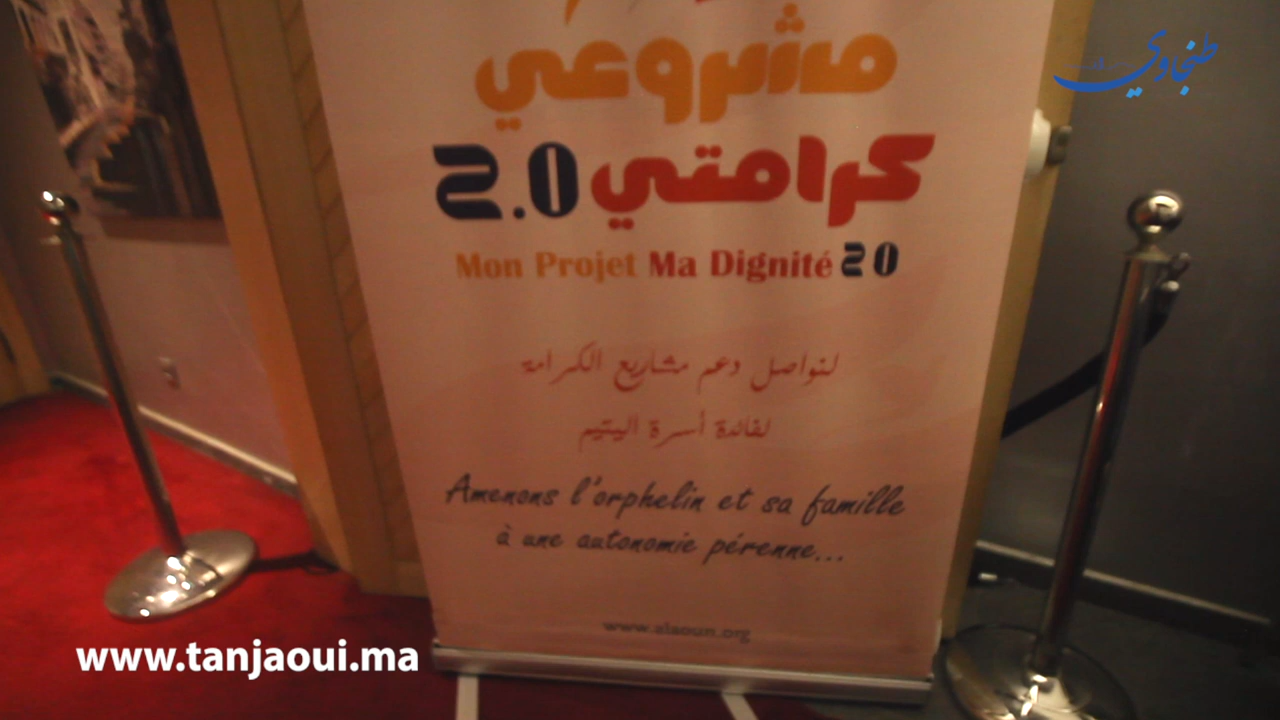 طنجاوي
مشروعي
كرامتي 2.0
Mon Projet Ma Dignité 2 0
لنواصل دعم مشاريع الكرامة
لفائدة أسرة اليتيم
Amenons l'orphelin et sa famille
à une autonomie pérenne...
www.alaoun.org
www.tanjaoui.ma